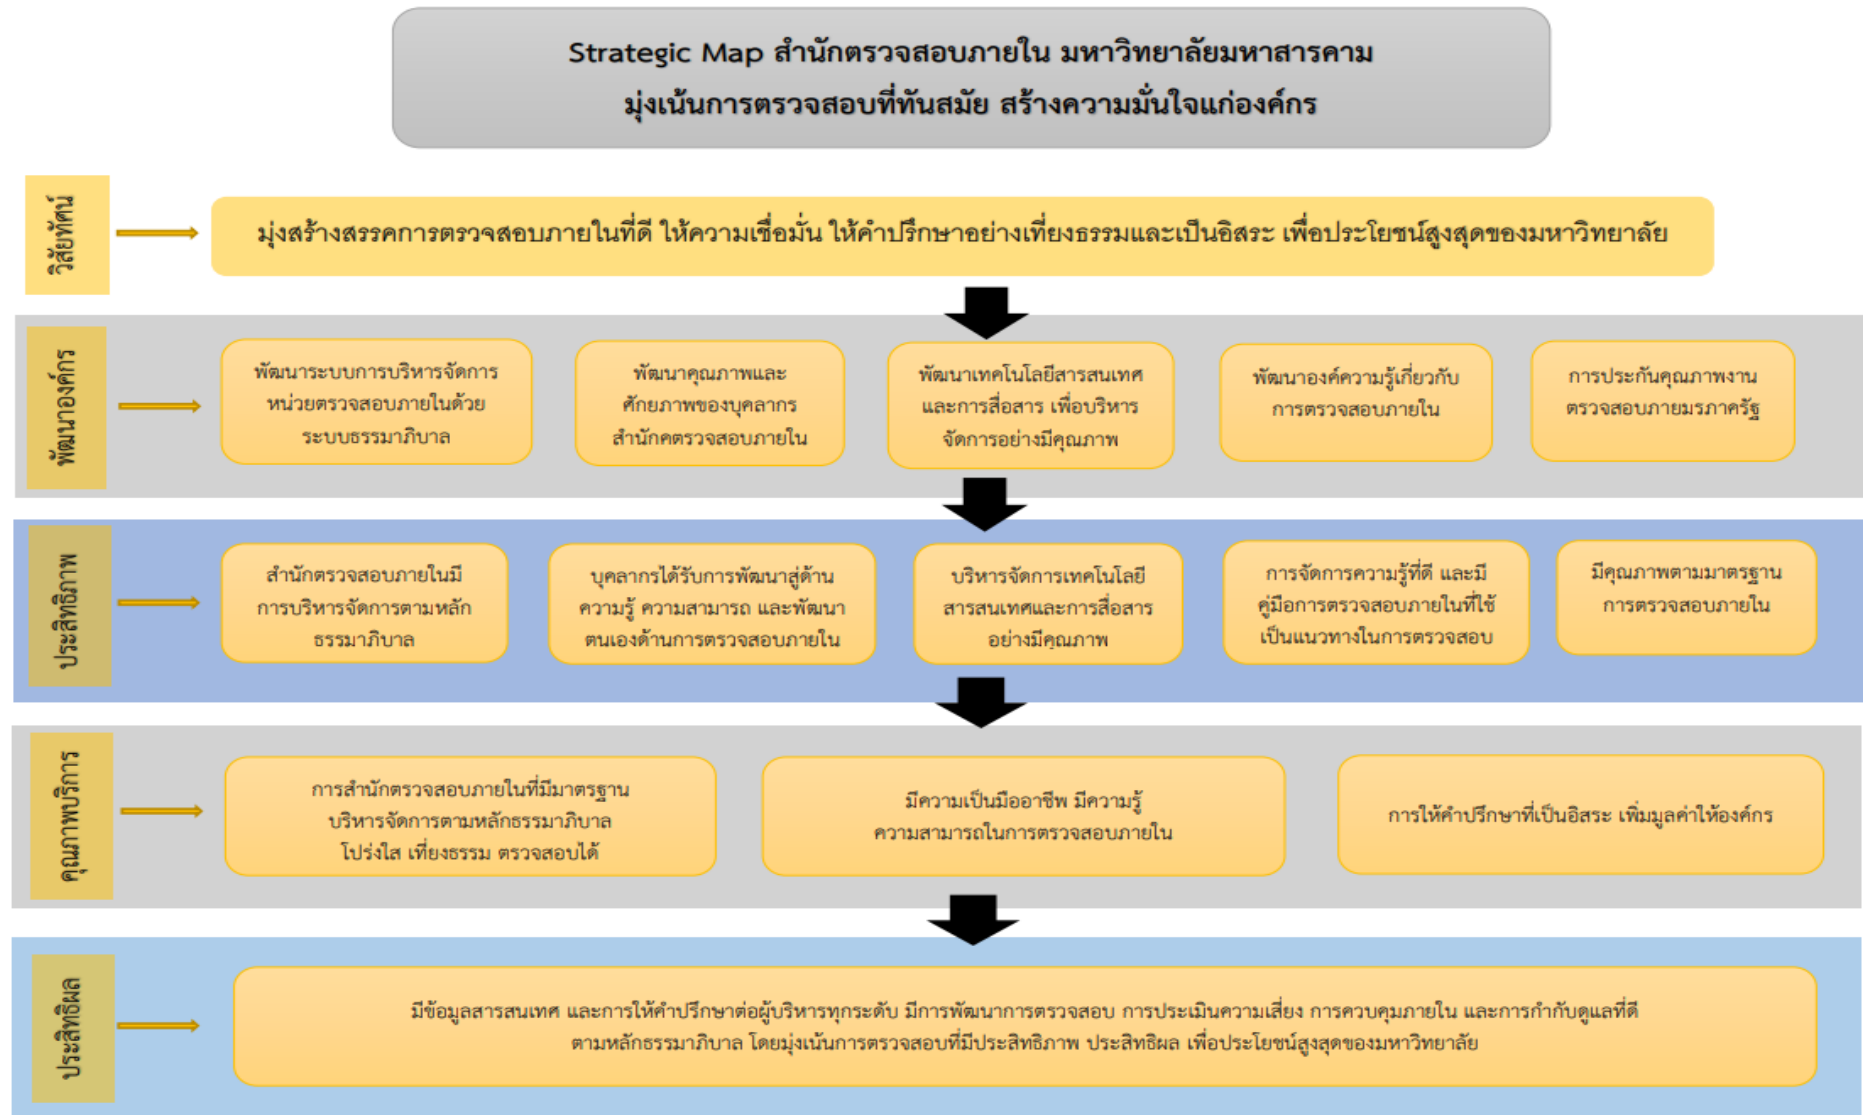 Strategic Map สำนักตรวจสอบภายใน มหาวิทยาลัยมหาสารคาม
มุ่งเน้นการตรวจสอบที่ทันสมัย สร้างความมั่นใจแก่องค์กร
วิสัยทัศน์
มุ่งสร้างสรรคการตรวจสอบภายในที่ดี ให้ความเชื่อมั่น ให้คำปรึกษาอย่างเที่ยงธรรมและเป็นอิสระ เพื่อประโยชน์สูงสุดของมหาวิทยาลัย
พัฒนาองค์กร
พัฒนาระบบการบริหารจัดการ
หน่วยตรวจสอบภายในด้วย
ระบบธรรมาภิบาล
พัฒนาคุณภาพและ
ศักยภาพของบุคลากร
สำนักคตรวจสอบภายใน
พัฒนาเทคโนโลยีสารสนเทศ
และการสื่อสาร เพื่อบริหาร
จัดการอย่างมีคุณภาพ
พัฒนาองค์ความรู้เกี่ยวกับ
การตรวจสอบภายใน
การประกันคุณภาพงาน
ตรวจสอบภายมรภาครัฐ
ประสิทธิภาพ
สำนักตรวจสอบภายในมี
การบริหารจัดการตามหลัก
ธรรมาภิบาล
บุคลากรได้รับการพัฒนาสู่ด้าน
ความรู้ ความสามารถ และพัฒนา
ตนเองด้านการตรวจสอบภายใน
บริหารจัดการเทคโนโลยี
สารสนเทศและการสื่อสาร
อย่างมีคุณภาพ
การจัดการความรู้ที่ดี และมี
คู่มือการตรวจสอบภายในที่ใช้
เป็นแนวทางในการตรวจสอบ
มีคุณภาพตามมาตรฐาน
การตรวจสอบภายใน
คุณภาพบริการ
การสำนักตรวจสอบภายในที่มีมาตรฐาน
บริหารจัดการตามหลักธรรมาภิบาล
โปร่งใส เที่ยงธรรม ตรวจสอบได้
มีความเป็นมืออาชีพ มีความรู้
ความสามารถในการตรวจสอบภายใน
การให้คำปรึกษาที่เป็นอิสระ เพิ่มมูลค่าให้องค์กร
ประสิทธิผล
มีข้อมูลสารสนเทศ และการให้คำปรึกษาต่อผู้บริหารทุกระดับ มีการพัฒนาการตรวจสอบ การประเมินความเสี่ยง การควบคุมภายใน และการกำกับดูแลที่ดี
ตามหลักธรรมาภิบาล โดยมุ่งเน้นการตรวจสอบที่มีประสิทธิภาพ ประสิทธิผล เพื่อประโยชน์สูงสุดของมหาวิทยาลัย